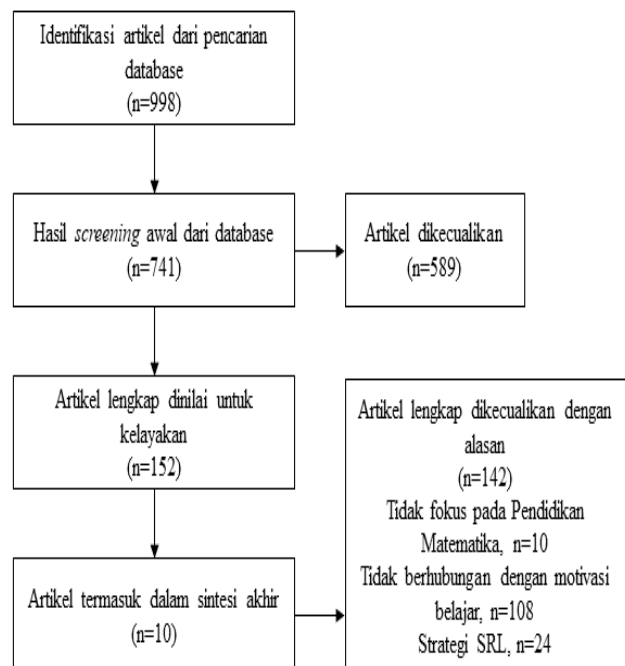 Identifikasi artikel dari pencarian
database
(n=998)
Hasil screening awal dari database
(n=741)
Artikel dikecualikan
(n=589)
Artikel lengkap dinilai untuk
kelayakan
(n=152)
Artikel lengkap dikecualikan dengan
alasan
(n=142)
Tidak fokus pada Pendidikan
Matematika, n=10
Tidak berhubungan dengan motivasi
belajar, n=108
Strategi SRL, n=24
Artikel termasuk dalam sintesi akhir
(n=10)